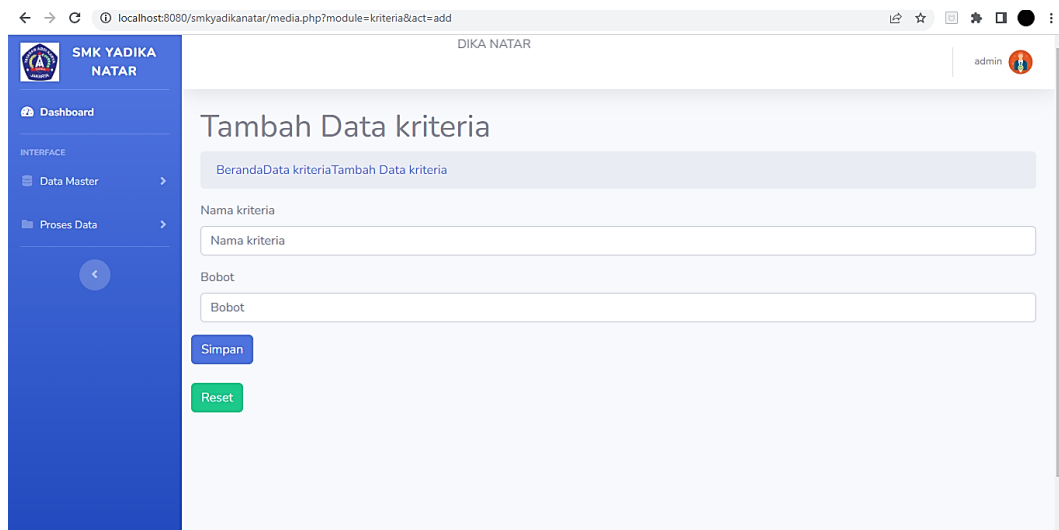 localhost:8080/smkyadikanatar/media.php?module=kriteria&act=add
SMK YADIKA
NATAR
DIKA NATAR
admin
Dashboard
INTERFACE
Data Master
Proses Data
Tambah Data kriteria
BerandaData kriteriaTambah Data kriteria
Nama kriteria
Nama kriteria
Bobot
Bobot
Simpan
Reset